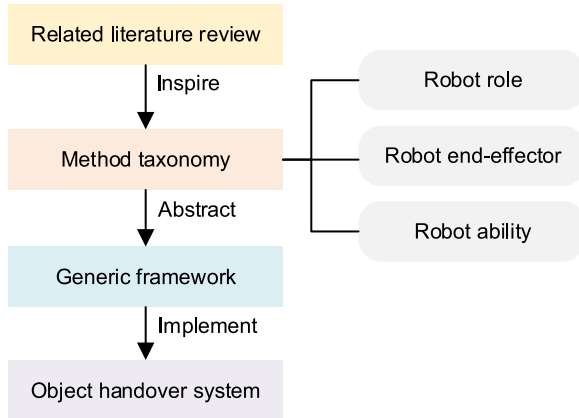 Related literature review
Inspire
Robot role
Method taxonomy
Robot end-effector
Abstract
Robot ability
Generic framework
Implement
Object handover system